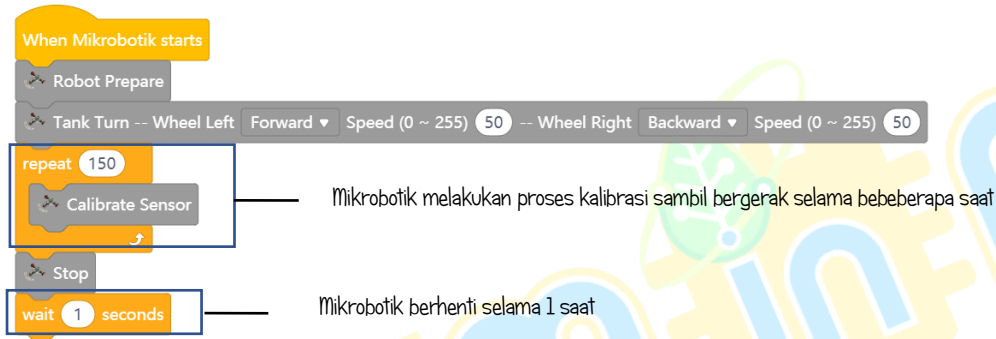 When Mikrobotik starts
Robot Prepare
Tank Turn -- Wheel Left Forward ▾ Speed (0 ~ 255) 50 -- Wheel Right Backward ▾ Speed (0 ~ 255) 50
repeat 150
Calibrate Sensor
Mikrobotik melakukan proses kalibrasi sambil bergerak selama bebeberapa saat
Stop
wait 1 seconds
Mikrobotik berhenti selama 1 saat